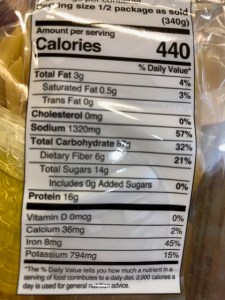 serving size 1/2 package as sold
(340g)
Amount per serving
Calories 440
% Daily Value*
Total Fat 3g 4%
Saturated Fat 0.5g 3%
Trans Fat 0g
Cholesterol 0mg 0%
Sodium 1320mg 57%
Total Carbohydrate 32%
Dietary Fiber 6g 21%
Total Sugars 14g
Includes 0g Added Sugars 0%
Protein 16g
Vitamin D 0mcg 0%
Calcium 36mg 2%
Iron 8mg 45%
Potassium 794mg 15%
*The % Daily Value tells you how much a nutrient in a
serving of food contributes to a daily diet. 2,000 calories a
day is used for general nutrition advice.